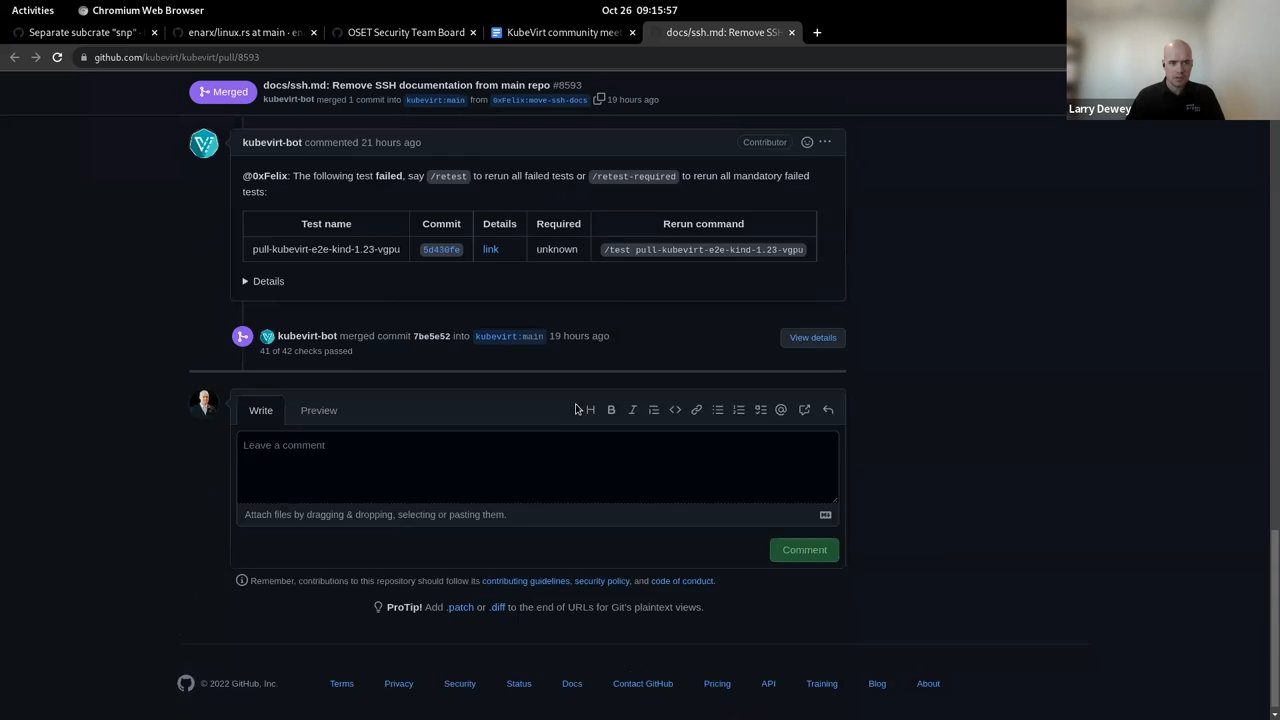 Activities
Chromium Web Browser
Oct 26 09:15:57
Separate subcrate "snp" ·
enarx/linux.rs at main · en
OSET Security Team Board
KubeVirt community mee
docs/ssh.md: Remove SSH
github.com/kubevirt/kubevirt/pull/8593
Larry Dewey
Merged
docs/ssh.md: Remove SSH documentation from main repo #8593
kubevirt-bot merged 1 commit into kubevirt:main from 0xFelix:move-ssh-docs 19 hours ago
kubevirt-bot commented 21 hours ago
Contributor
@0xFelix: The following test failed, say /retest to rerun all failed tests or /retest-required to rerun all mandatory failed
tests:
Test name Commit Details Required Rerun command
pull-kubevirt-e2e-kind-1.23-vgpu 5d430fe link unknown /test pull-kubevirt-e2e-kind-1.23-vgpu
Details
kubevirt-bot merged commit 7be5e52 into kubevirt:main 19 hours ago
View details
41 of 42 checks passed
Write
Preview
Leave a comment
Attach files by dragging & dropping, selecting or pasting them.
Comment
Remember, contributions to this repository should follow its contributing guidelines, security policy, and code of conduct.
ProTip! Add .patch or .diff to the end of URLs for Git's plaintext views.
© 2022 GitHub, Inc.
Terms
Privacy
Security
Status
Docs
Contact GitHub
Pricing
API
Training
Blog
About